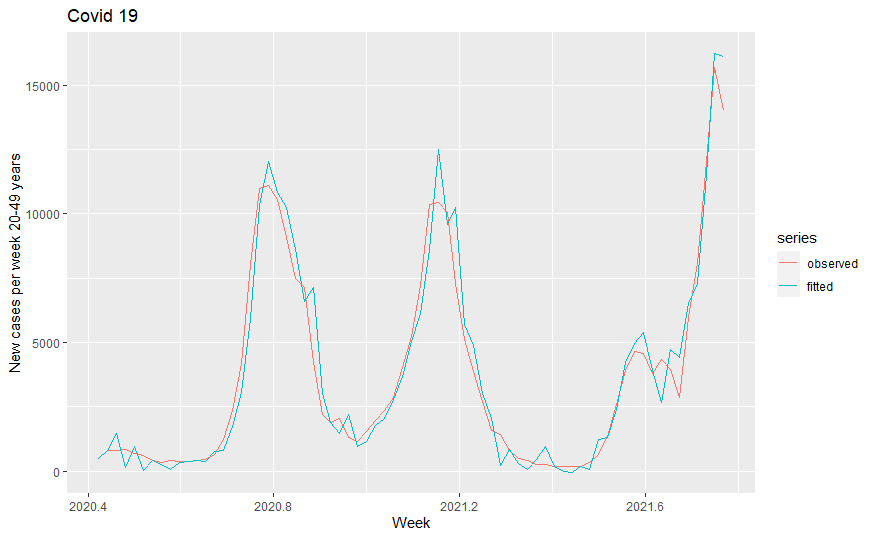 Covid 19
New cases per week 20-49 years
15000
10000
5000
0
2020.4
2020.8
2021.2
2021.6
Week
series
observed
fitted